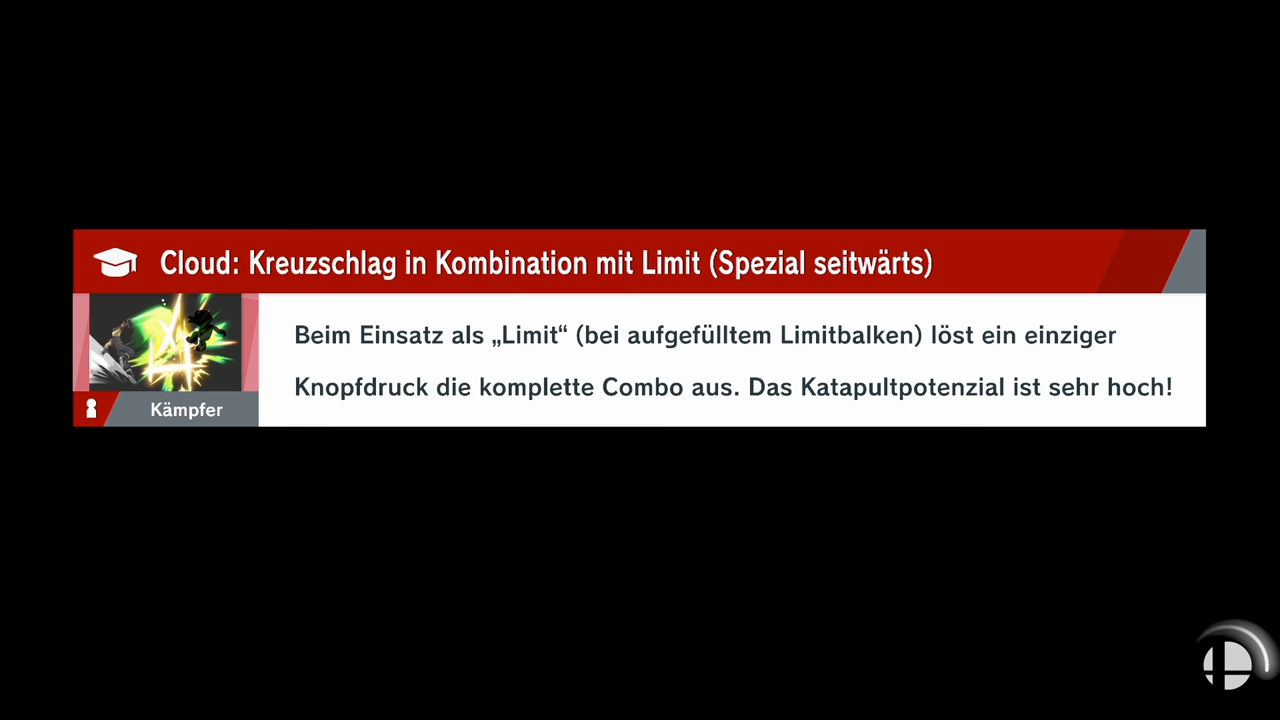 Cloud: Kreuzschlag in Kombination mit Limit (Spezial seitwärts)
Beim Einsatz als „Limit“ (bei aufgefülltem Limitbalken) löst ein einziger
Knopfdruck die komplette Combo aus. Das Katapultpotenzial ist sehr hoch!
Kämpfer